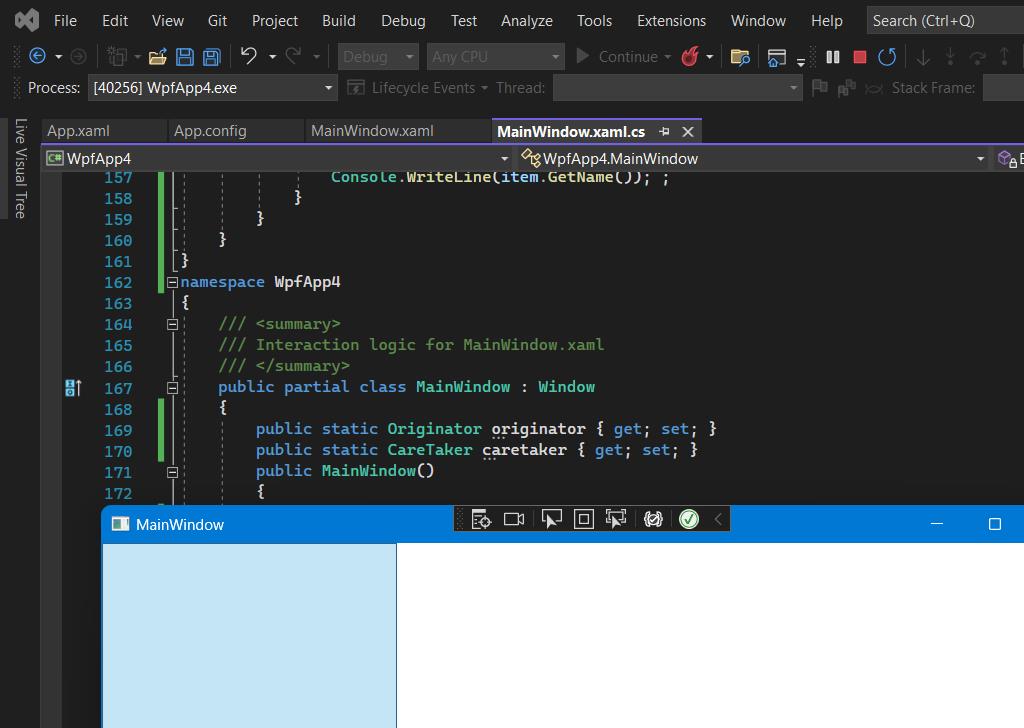 File Edit View Git Project Build Debug Test Analyze Tools Extensions Window Help Search (Ctrl+Q)
Debug Any CPU Continue
Process: [40256] WpfApp4.exe Lifecycle Events Thread: Stack Frame:
Live Visual Tree
App.xaml App.config MainWindow.xaml MainWindow.xaml.cs
C# WpfApp4 WpfApp4.MainWindow
157 Console.WriteLine(item.GetName()); ;
158 }
159 }
160 }
161 }
162 namespace WpfApp4
163 {
164 /// <summary>
165 /// Interaction logic for MainWindow.xaml
166 /// </summary>
167 public partial class MainWindow : Window
168 {
169 public static Originator originator { get; set; }
170 public static CareTaker caretaker { get; set; }
171 public MainWindow()
172 {
MainWindow